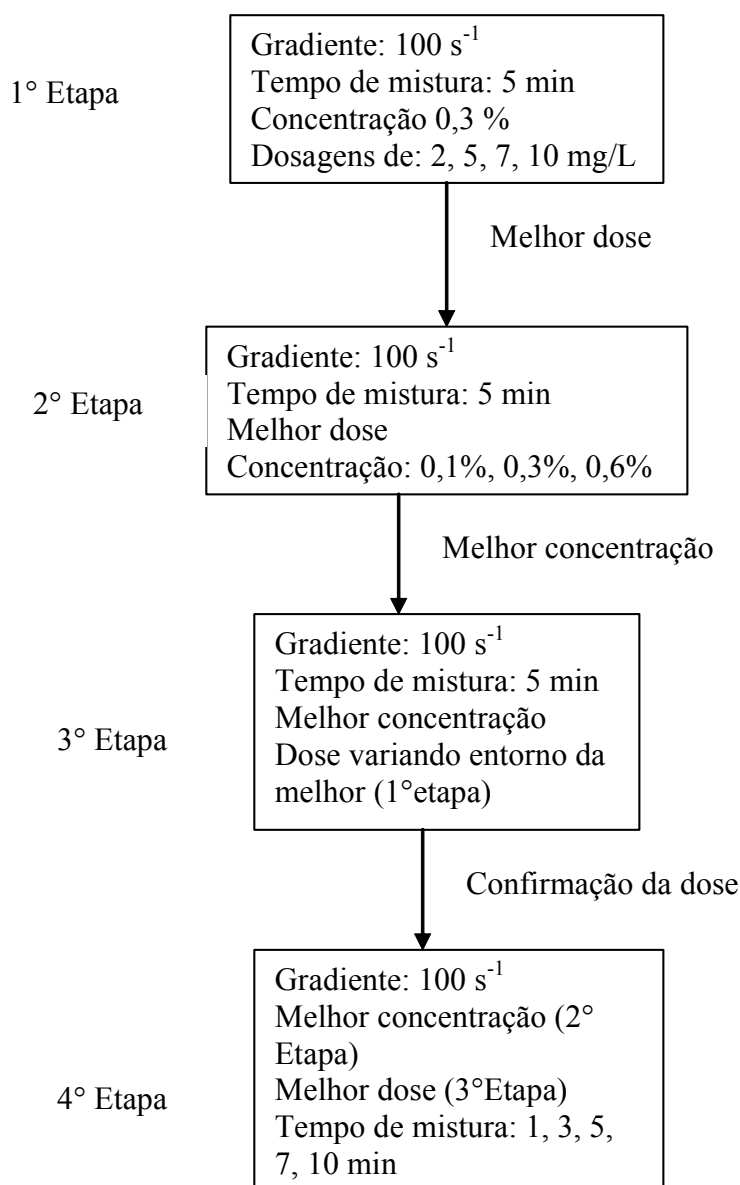 1° Etapa
Gradiente: 100 s⁻¹
Tempo de mistura: 5 min
Concentração 0,3 %
Dosagens de: 2, 5, 7, 10 mg/L
Melhor dose
2° Etapa
Gradiente: 100 s⁻¹
Tempo de mistura: 5 min
Melhor dose
Concentração: 0,1%, 0,3%, 0,6%
Melhor concentração
3° Etapa
Gradiente: 100 s⁻¹
Tempo de mistura: 5 min
Melhor concentração
Dose variando entorno da
melhor (1°etapa)
Confirmação da dose
4° Etapa
Gradiente: 100 s⁻¹
Melhor concentração (2°
Etapa)
Melhor dose (3°Etapa)
Tempo de mistura: 1, 3, 5,
7, 10 min